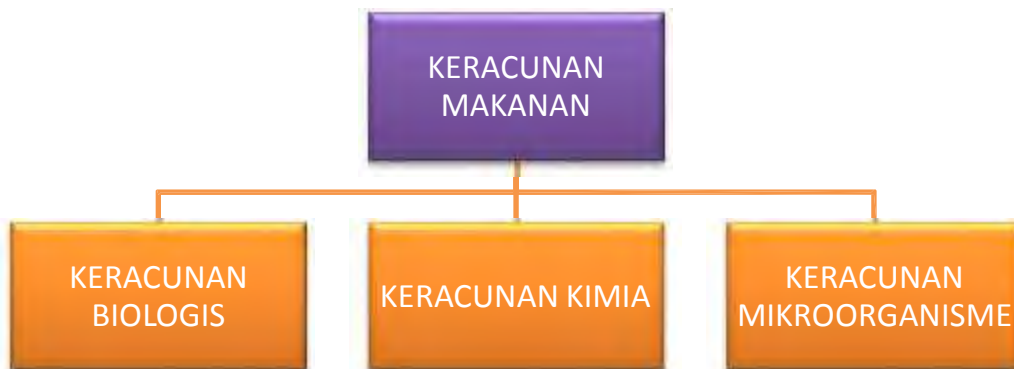 KERACUNAN
MAKANAN
KERACUNAN
BIOLOGIS
KERACUNAN KIMIA
KERACUNAN
MIKROORGANISME